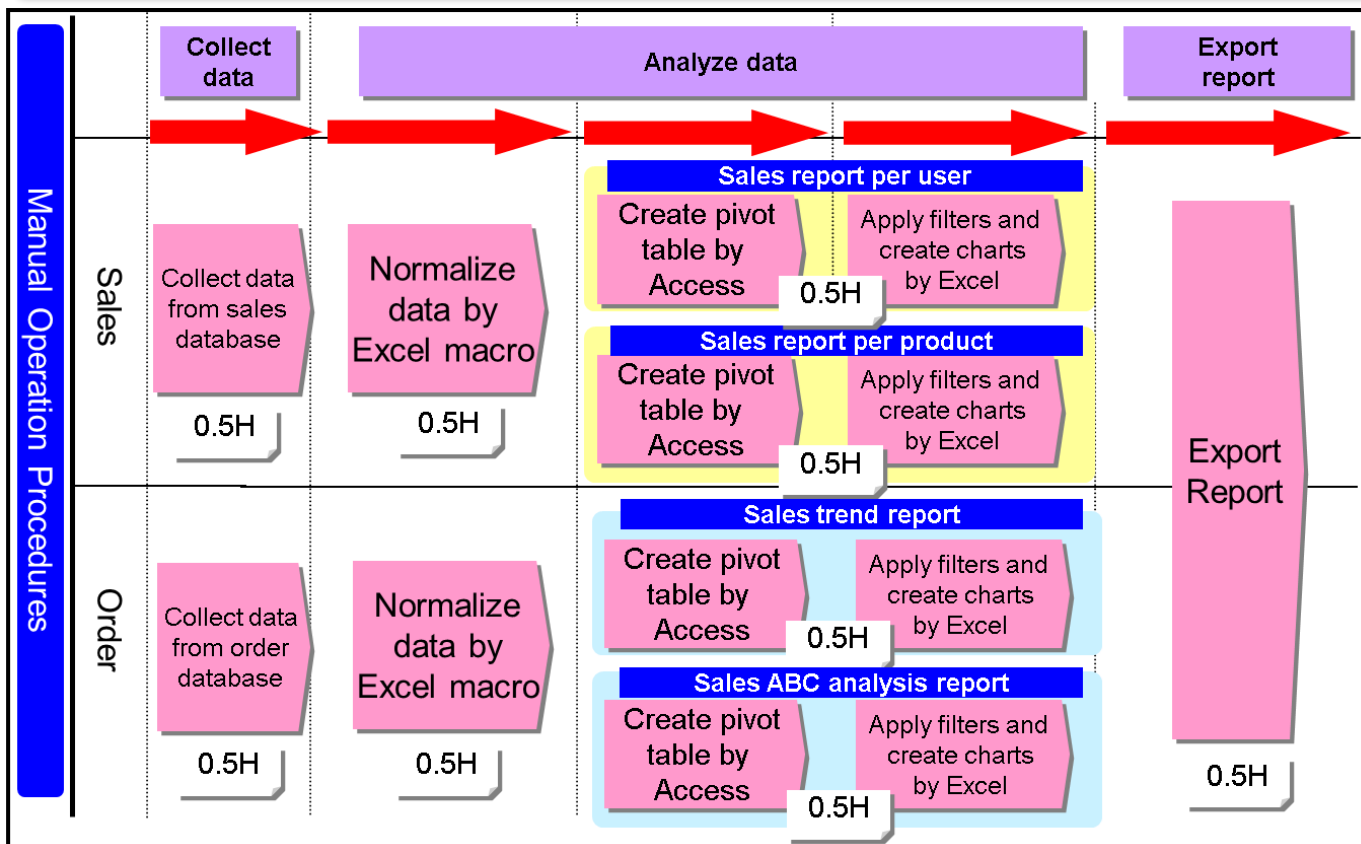 Collect
data
Analyze data
Export
report
Manual Operation Procedures
Sales
Collect data
from sales
database
0.5H
Normalize
data by
Excel macro
0.5H
Sales report per user
Create pivot
table by
Access
Apply filters and
create charts
by Excel
0.5H
Sales report per product
Create pivot
table by
Access
Apply filters and
create charts
by Excel
0.5H
Order
Collect data
from order
database
0.5H
Normalize
data by
Excel macro
0.5H
Sales trend report
Create pivot
table by
Access
Apply filters and
create charts
by Excel
0.5H
Sales ABC analysis report
Create pivot
table by
Access
Apply filters and
create charts
by Excel
0.5H
Export
Report
0.5H